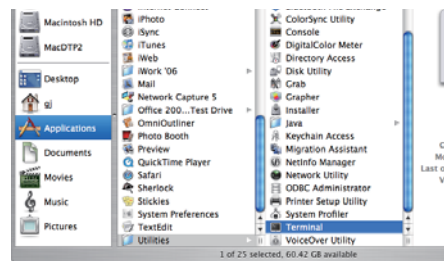 Macintosh HD
MacDTP2
Desktop
gj
Applications
Documents
Movies
Music
Pictures
iPhoto
iSync
iTunes
iWeb
iWork '06
Mail
Network Capture 5
Office 200...Test Drive
OmniOutliner
Photo Booth
Preview
QuickTime Player
Safari
Sherlock
Stickies
System Preferences
TextEdit
Utilities
ColorSync Utility
Console
DigitalColor Meter
Directory Access
Disk Utility
Grab
Grapher
Installer
Java
Keychain Access
Migration Assistant
NetInfo Manager
Network Utility
ODBC Administrator
Printer Setup Utility
System Profiler
Terminal
VoiceOver Utility
Last o
1 of 25 selected, 60.42 GB available